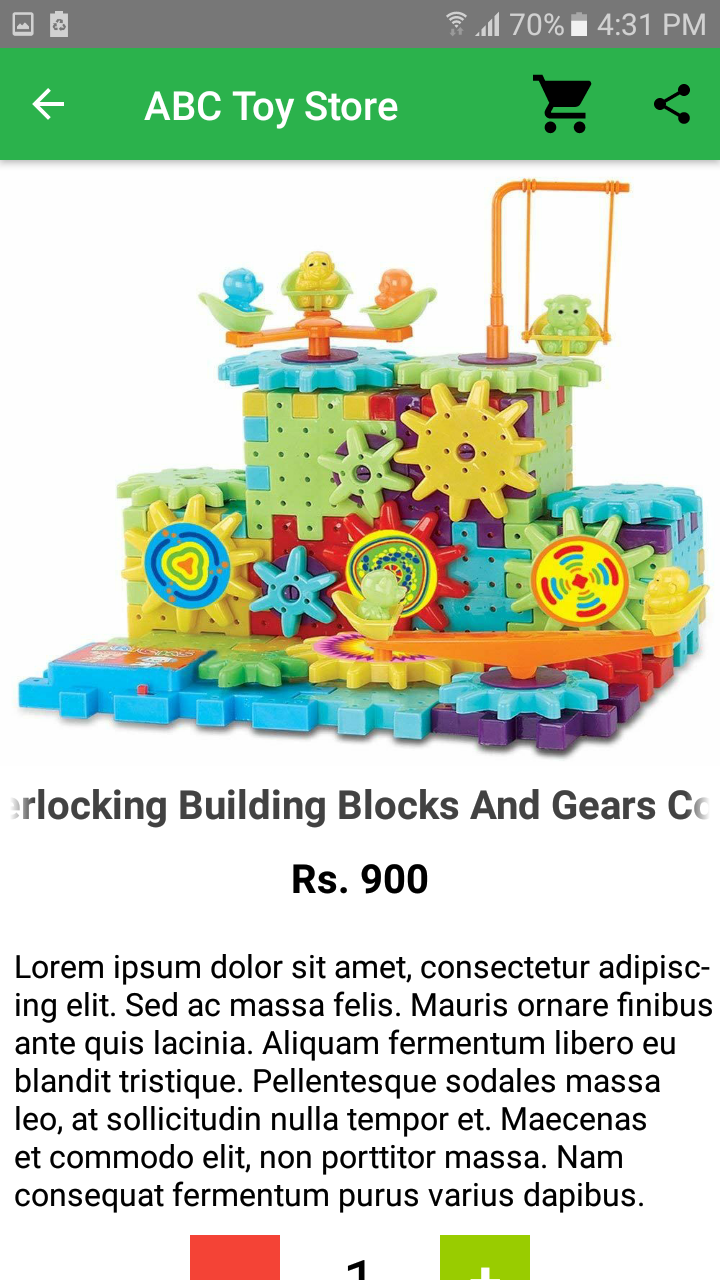 70% 4:31 PM
ABC Toy Store
erlocking Building Blocks And Gears Co
Rs. 900
Lorem ipsum dolor sit amet, consectetur adipisc-
ing elit. Sed ac massa felis. Mauris ornare finibus
ante quis lacinia. Aliquam fermentum libero eu
blandit tristique. Pellentesque sodales massa
leo, at sollicitudin nulla tempor et. Maecenas
et commodo elit, non porttitor massa. Nam
consequat fermentum purus varius dapibus.
1
+